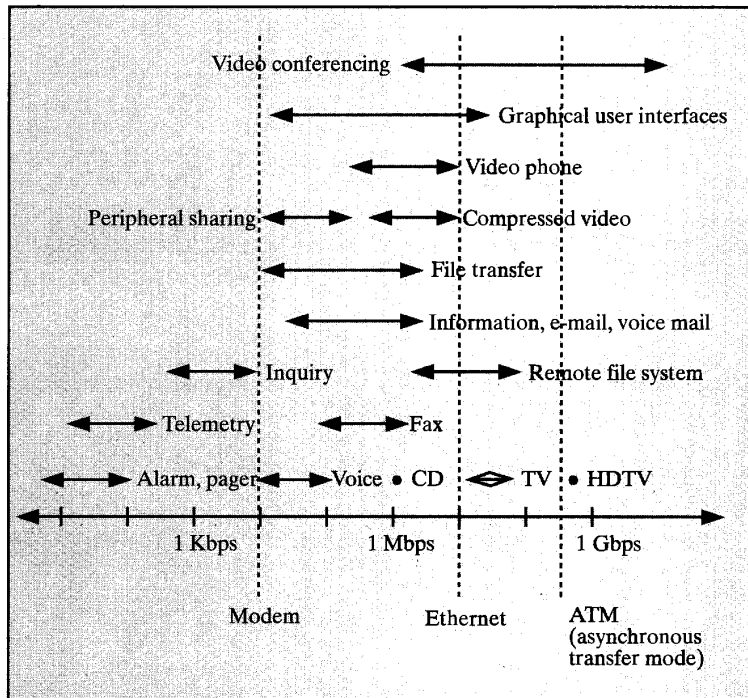 Video conferencing
Graphical user interfaces
Video phone
Peripheral sharing Compressed video
File transfer
Information, e-mail, voice mail
Inquiry Remote file system
Telemetry Fax
Alarm, pager Voice CD TV HDTV
1 Kbps 1 Mbps 1 Gbps
Modem Ethernet ATM
(asynchronous
transfer mode)